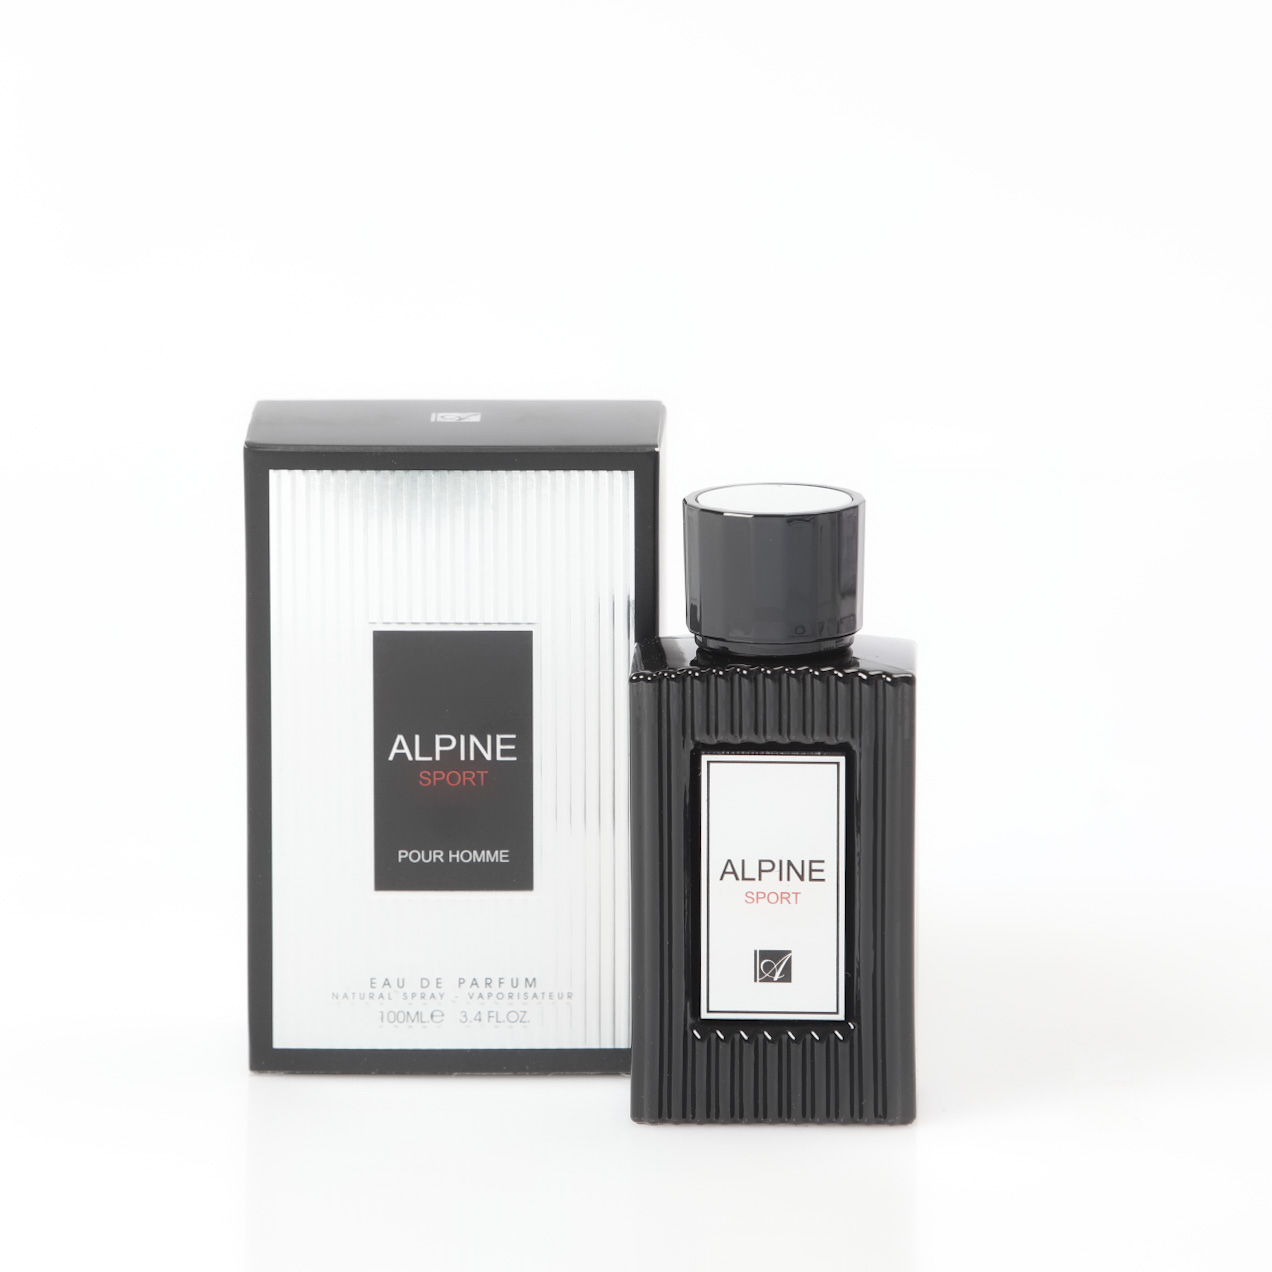 ALPINE
SPORT
POUR HOMME
EAU DE PARFUM
NATURAL SPRAY - VAPORISATEUR
100ML.e 3.4 FL.OZ.
ALPINE
SPORT
A